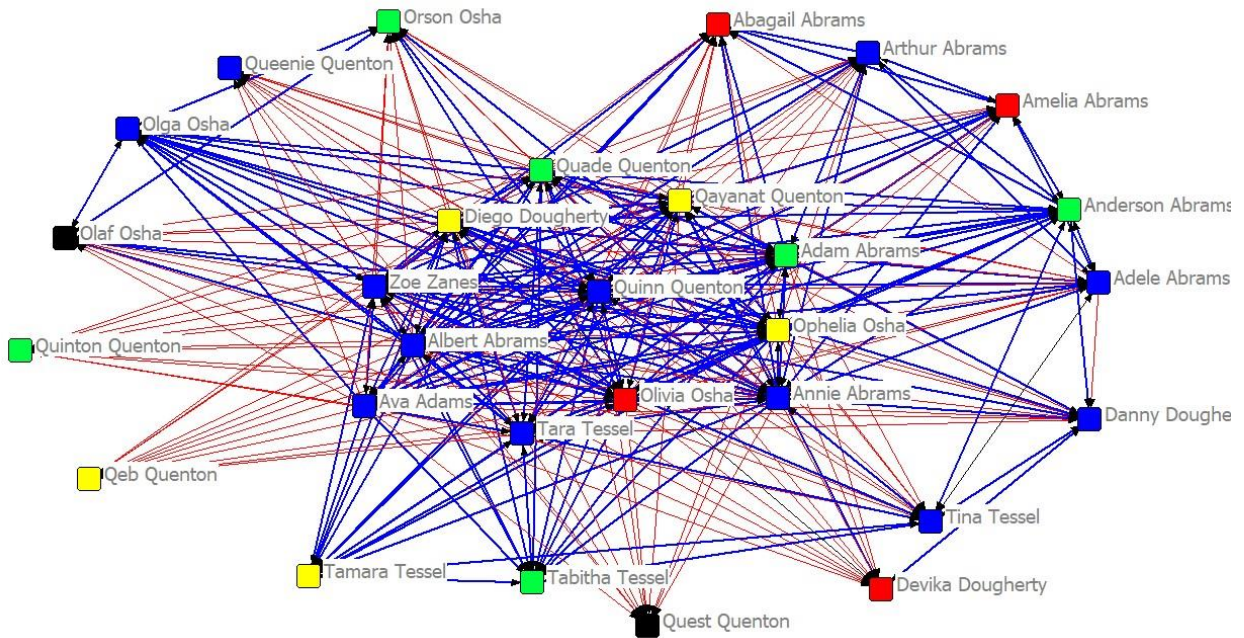 Orson Osha
Abagail Abrams
Arthur Abrams
Queenie Quenton
Amelia Abrams
Olga Osha
Quade Quenton
Qayanat Quenton
Anderson Abrams
Diego Dougherty
Olaf Osha
Adam Abrams
Adele Abrams
Zoe Zanes
Quinn Quenton
Ophelia Osha
Quinton Quenton
Albert Abrams
Ava Adams
Olivia Osha
Annie Abrams
Danny Doughe
Tara Tessel
Qeb Quenton
Tina Tessel
Tamara Tessel
Tabitha Tessel
Devika Dougherty
Quest Quenton